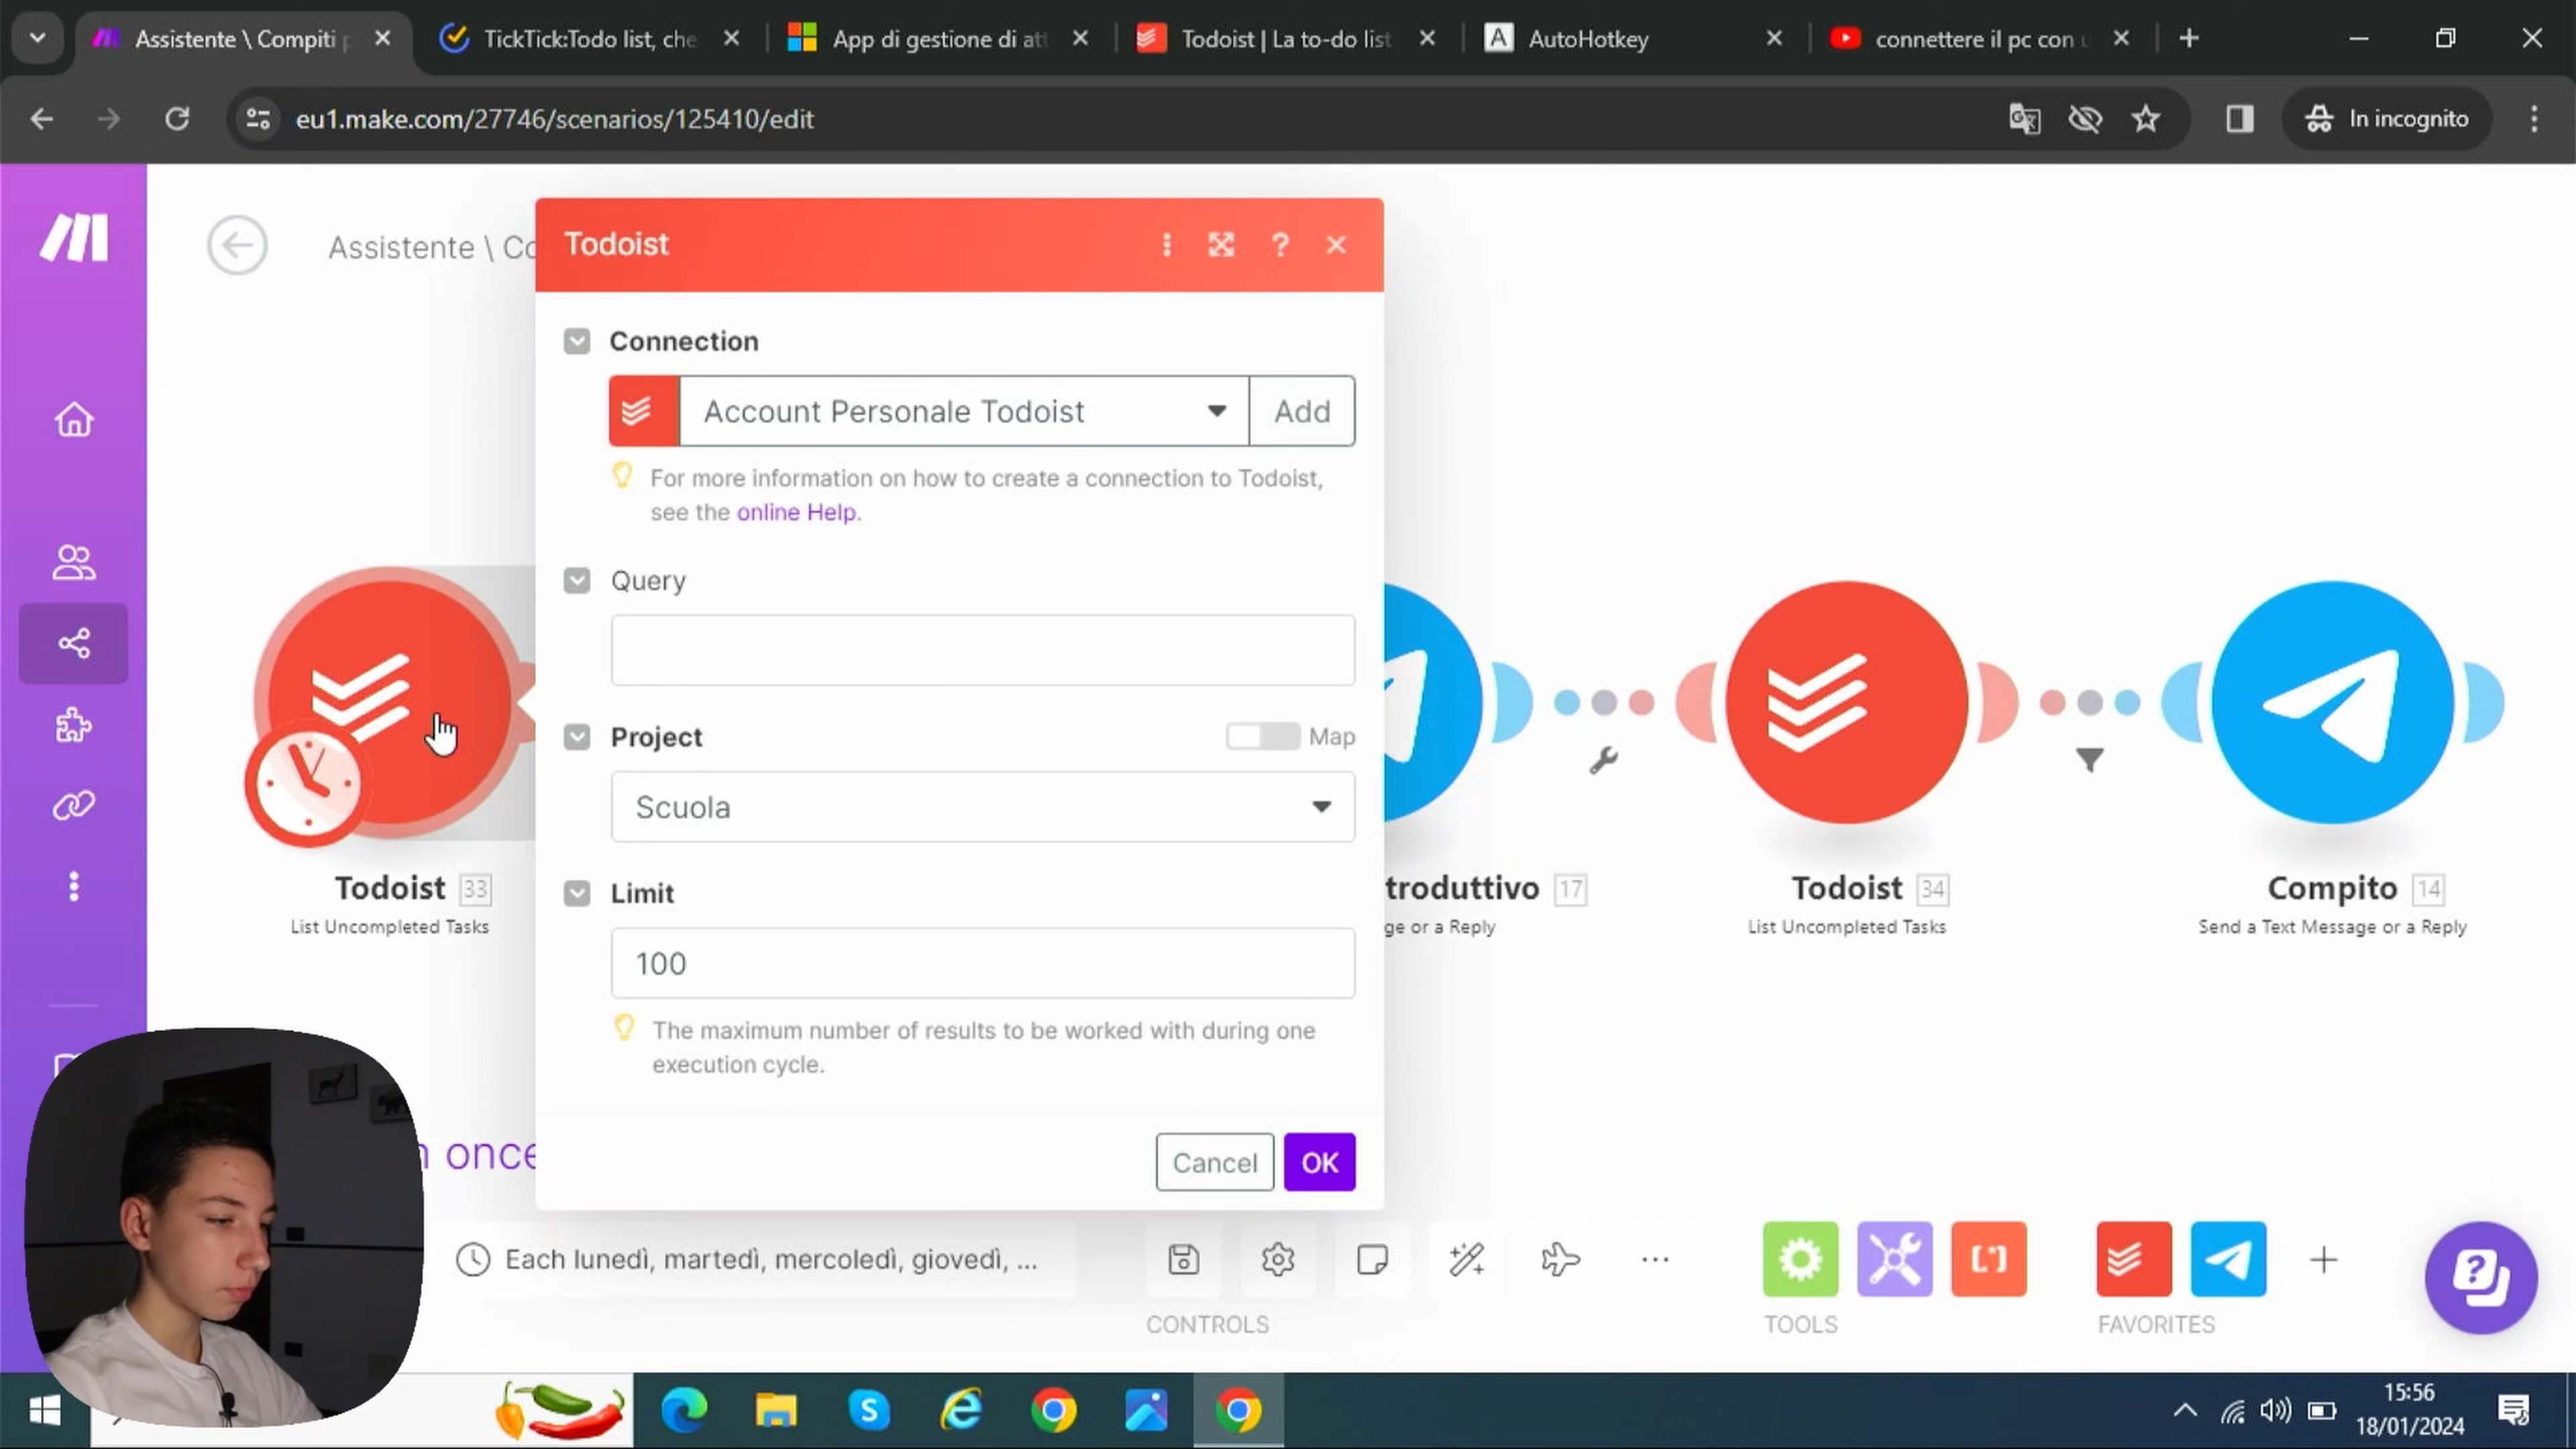 Assistente \ Compiti p
TickTick:Todo list, che
App di gestione di att
Todoist | La to-do list
AutoHotkey
connettere il pc con u
eu1.make.com/27746/scenarios/125410/edit
In incognito
Assistente \ Co
Todoist
?
Connection
Account Personale Todoist
Add
For more information on how to create a connection to Todoist,
see the online Help.
Query
Project
Map
Scuola
Limit
100
The maximum number of results to be worked with during one
execution cycle.
Cancel
OK
Todoist 33
List Uncompleted Tasks
troduttivo 17
ge or a Reply
Todoist 34
List Uncompleted Tasks
Compito 14
Send a Text Message or a Reply
n once
Each lunedì, martedì, mercoledì, giovedì, ...
CONTROLS
TOOLS
FAVORITES
15:56
18/01/2024